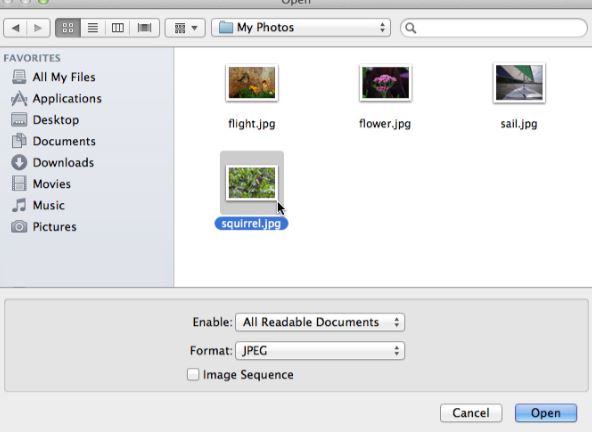 Open
My Photos
FAVORITES
All My Files
Applications
Desktop
Documents
Downloads
Movies
Music
Pictures
flight.jpg
flower.jpg
sail.jpg
squirrel.jpg
Enable: All Readable Documents
Format: JPEG
Image Sequence
Cancel
Open